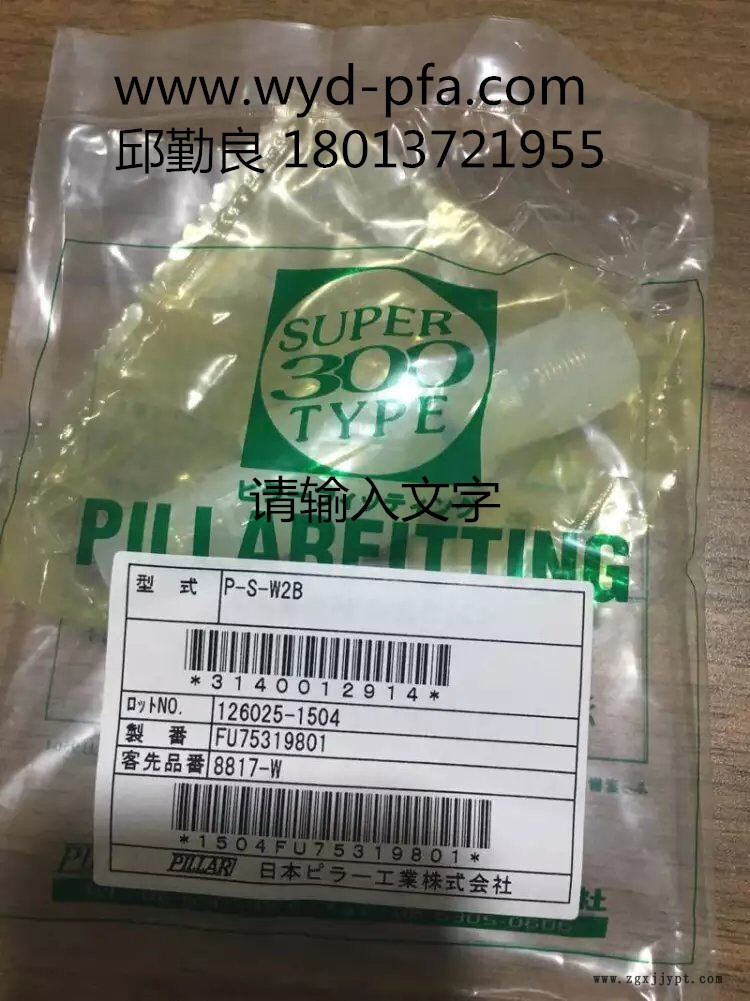 www.wyd-pfa.com
邱勤良 18013721955
SUPER
300
TYPE
请输入文字
PILLARFITTING
型 式 P-S-W2B
*3140012914*
ロットNO. 126025-1504
製 番 FU75319801
客先品番 8817-W
*1504FU75319801*
PILLAR 日本ピラー工業株式会社
www.zgxjjypt.com